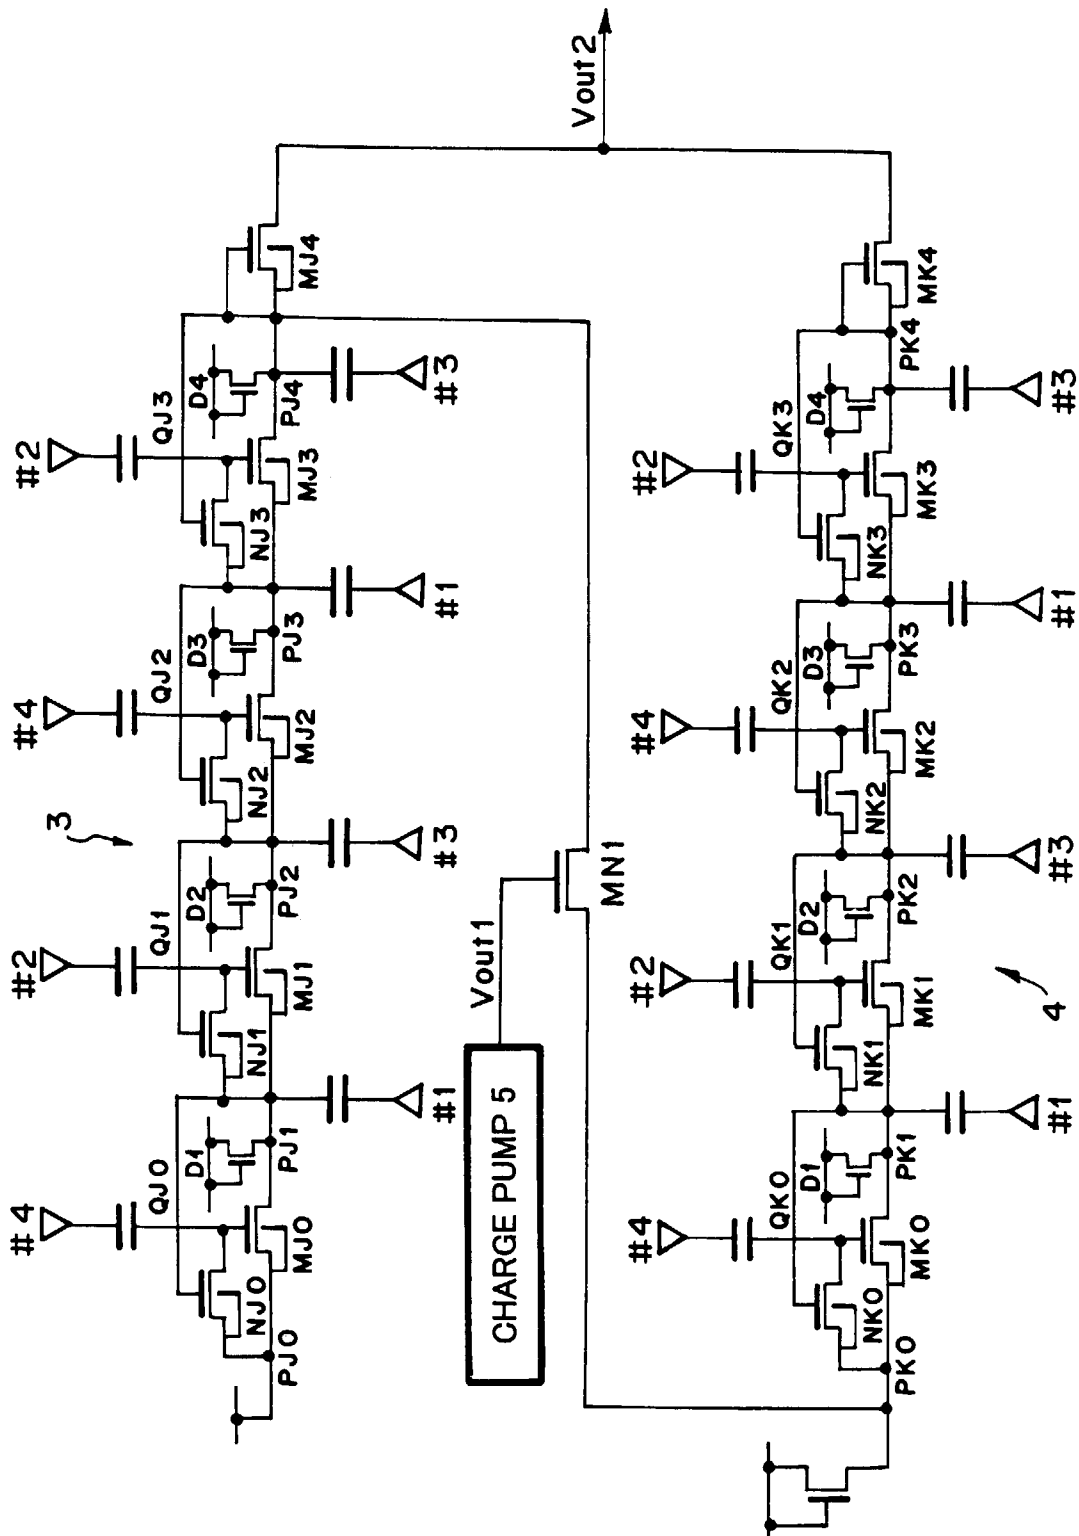 Vout2
#2
#4
#2
#4
QJ3
QJ2
QJ1
QJ0
D4
D3
D2
D1
MJ4
NJ3
MJ3
PJ4
NJ2
MJ2
PJ3
NJ1
MJ1
PJ2
NJ0
MJ0
PJ1
PJ0
#3
#1
#3
#1
3
Vout1
CHARGE PUMP 5
MN1
#2
#4
#2
#4
QK3
QK2
QK1
QK0
D4
D3
D2
D1
MK4
PK4
NK3
MK3
PK3
NK2
MK2
PK2
NK1
MK1
PK1
NK0
MK0
PK0
#3
#1
#3
#1
4